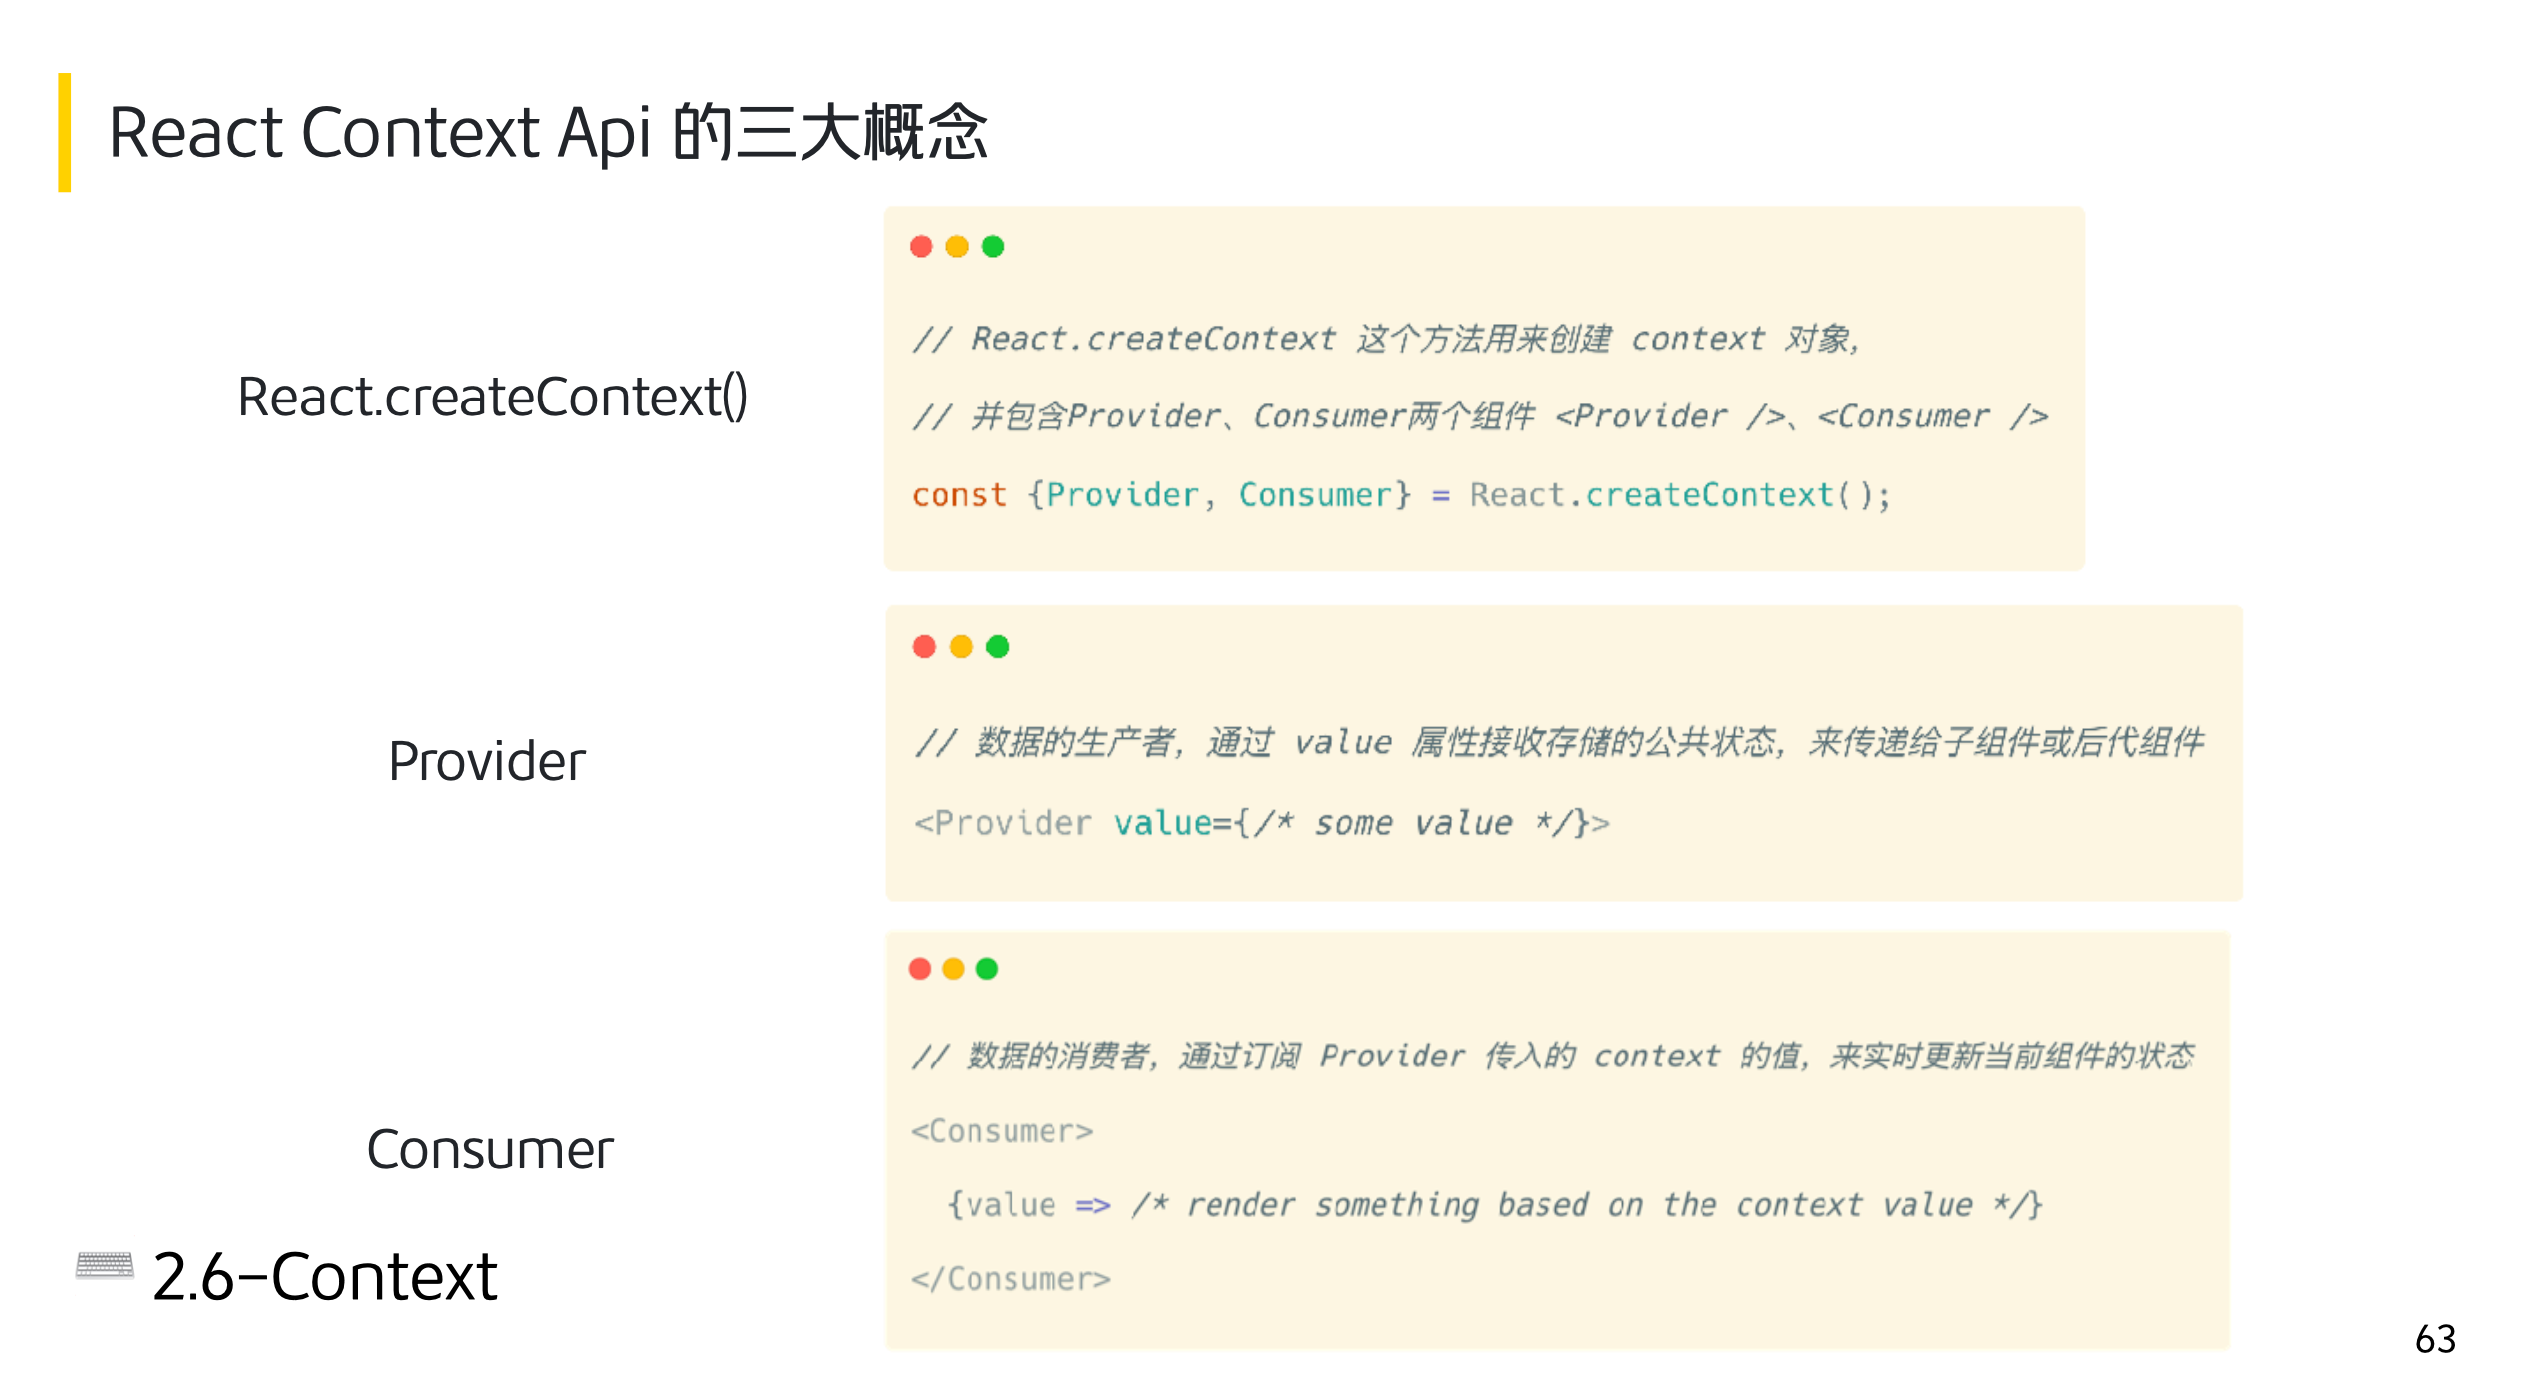 React Context Api 的三大概念
React.createContext()
// React.createContext 这个方法用来创建 context 对象，
// 并包含Provider、Consumer两个组件 <Provider />、<Consumer />
const {Provider, Consumer} = React.createContext();
Provider
// 数据的生产者，通过 value 属性接收存储的公共状态，来传递给子组件或后代组件
<Provider value={/* some value */}>
Consumer
// 数据的消费者，通过订阅 Provider 传入的 context 的值，来实时更新当前组件的状态
<Consumer>
  {value => /* render something based on the context value */}
</Consumer>
2.6-Context
63